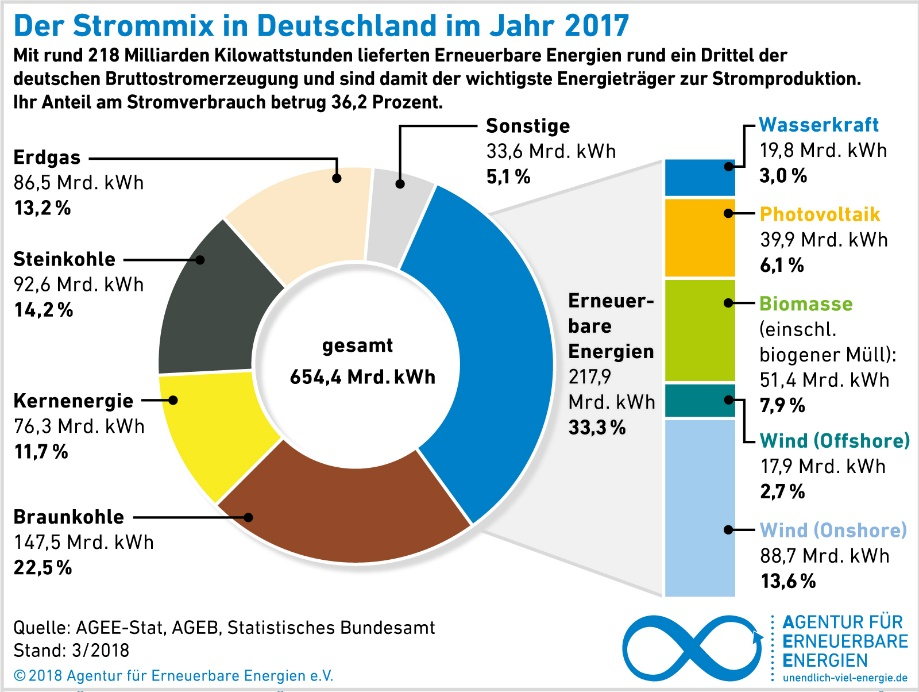 Der Strommix in Deutschland im Jahr 2017
Mit rund 218 Milliarden Kilowattstunden lieferten Erneuerbare Energien rund ein Drittel der
deutschen Bruttostromerzeugung und sind damit der wichtigste Energieträger zur Stromproduktion.
Ihr Anteil am Stromverbrauch betrug 36,2 Prozent.
Erdgas
86,5 Mrd. kWh
13,2 %
Steinkohle
92,6 Mrd. kWh
14,2 %
Kernenergie
76,3 Mrd. kWh
11,7 %
Braunkohle
147,5 Mrd. kWh
22,5 %
gesamt
654,4 Mrd. kWh
Sonstige
33,6 Mrd. kWh
5,1 %
Erneuer-
bare
Energien
217,9
Mrd. kWh
33,3 %
Wasserkraft
19,8 Mrd. kWh
3,0 %
Photovoltaik
39,9 Mrd. kWh
6,1 %
Biomasse
(einschl.
biogener Müll):
51,4 Mrd. kWh
7,9 %
Wind (Offshore)
17,9 Mrd. kWh
2,7 %
Wind (Onshore)
88,7 Mrd. kWh
13,6 %
Quelle: AGEE-Stat, AGEB, Statistisches Bundesamt
Stand: 3/2018
© 2018 Agentur für Erneuerbare Energien e.V.
AGENTUR FÜR
ERNEUERBARE
ENERGIEN
unendlich-viel-energie.de